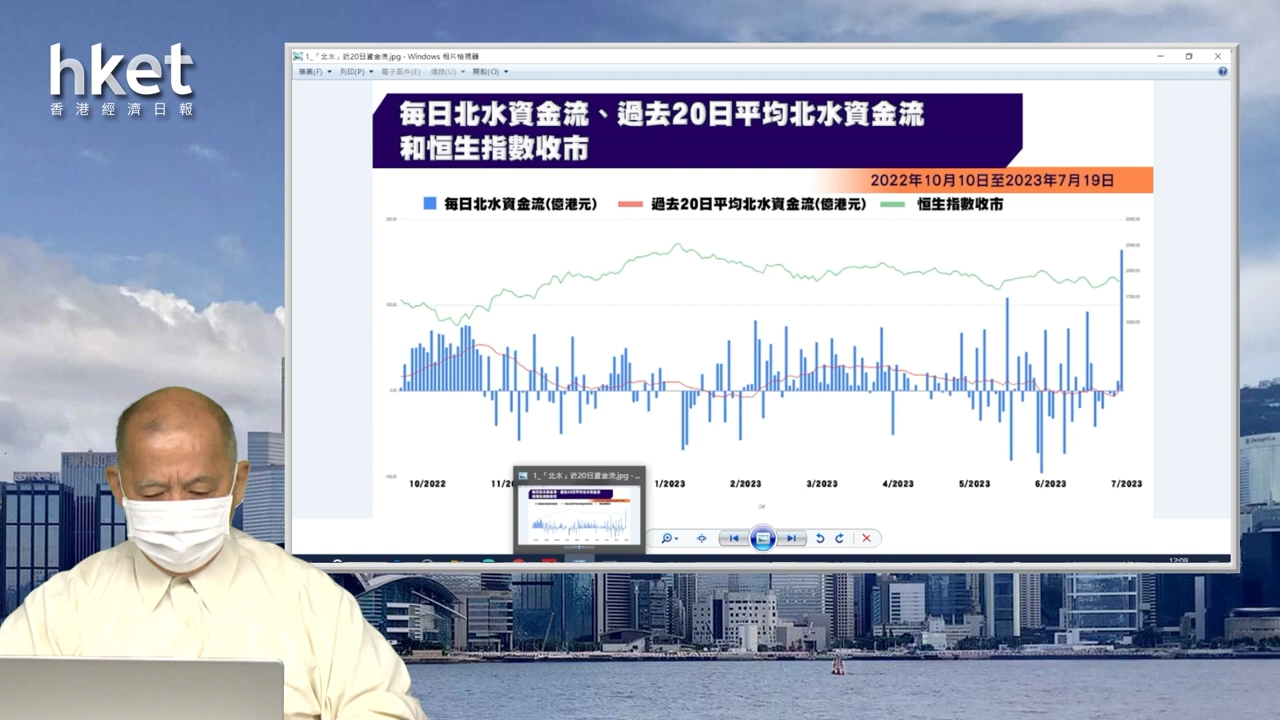 hket
香港經濟日報
1_「北水」近20日資金流.jpg - Windows 相片檢視器
檔案(F) 列印(P) 電子郵件(E) 燒錄(U) 開啟(O)
每日北水資金流、過去20日平均北水資金流
和恒生指數收市
2022年10月10日至2023年7月19日
每日北水資金流(億港元) 過去20日平均北水資金流(億港元) 恒生指數收市
10/2022 11/20 1/2023 2/2023 3/2023 4/2023 5/2023 6/2023 7/2023
1_「北水」近20日資金流.jpg - ...
12:09